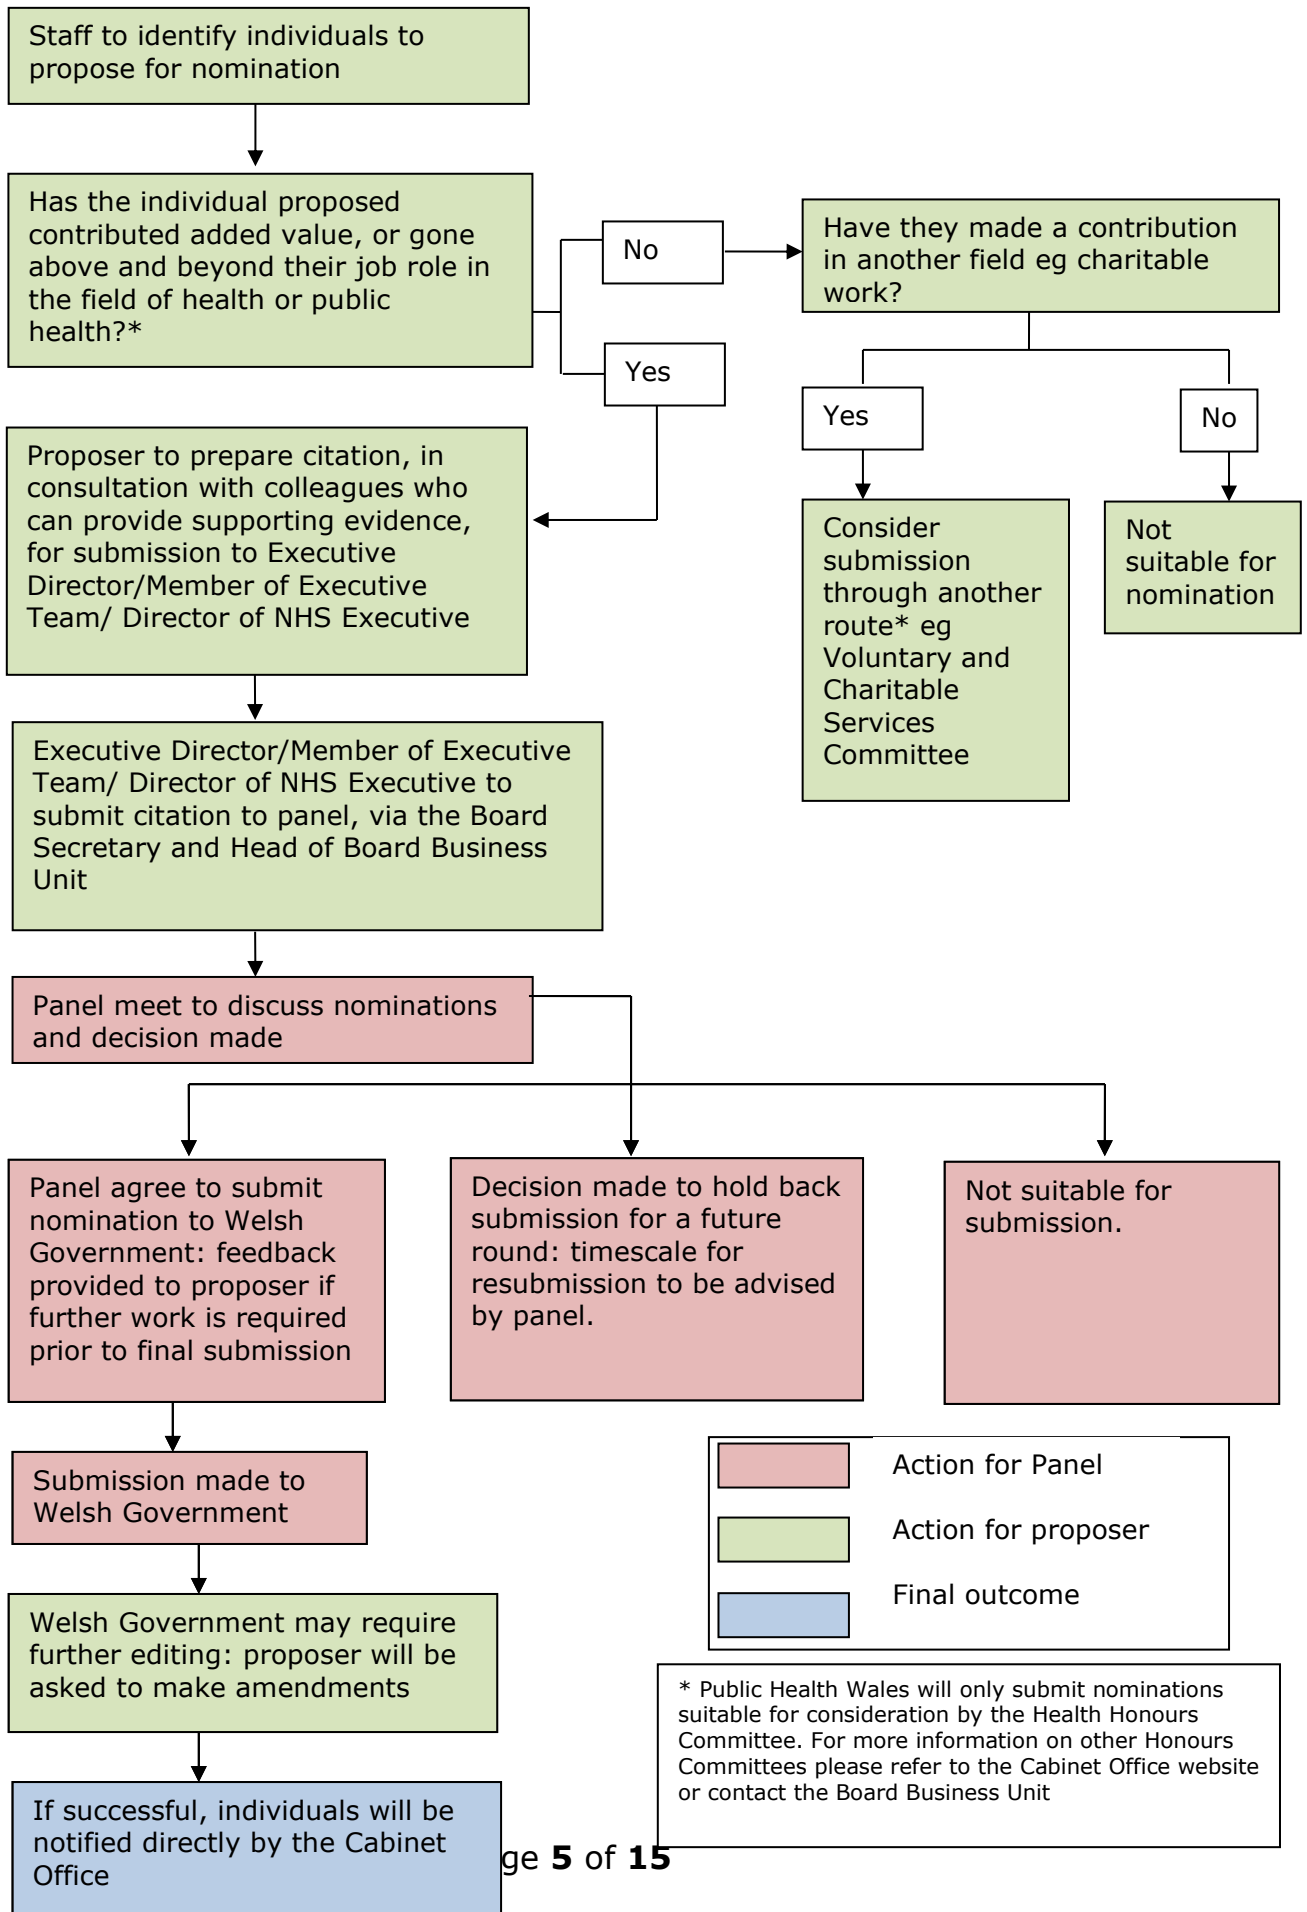 Staff to identify individuals to
propose for nomination
Has the individual proposed
contributed added value, or gone
above and beyond their job role in
the field of health or public
health?*
No
Yes
Have they made a contribution
in another field eg charitable
work?
Yes
No
Consider
submission
through another
route* eg
Voluntary and
Charitable
Services
Committee
Not
suitable for
nomination
Proposer to prepare citation, in
consultation with colleagues who
can provide supporting evidence,
for submission to Executive
Director/Member of Executive
Team/ Director of NHS Executive
Executive Director/Member of Executive
Team/ Director of NHS Executive to
submit citation to panel, via the Board
Secretary and Head of Board Business
Unit
Panel meet to discuss nominations
and decision made
Panel agree to submit
nomination to Welsh
Government: feedback
provided to proposer if
further work is required
prior to final submission
Decision made to hold back
submission for a future
round: timescale for
resubmission to be advised
by panel.
Not suitable for
submission.
Submission made to
Welsh Government
Welsh Government may require
further editing: proposer will be
asked to make amendments
If successful, individuals will be
notified directly by the Cabinet
Office
Action for Panel
Action for proposer
Final outcome
* Public Health Wales will only submit nominations
suitable for consideration by the Health Honours
Committee. For more information on other Honours
Committees please refer to the Cabinet Office website
or contact the Board Business Unit
ge 5 of 15